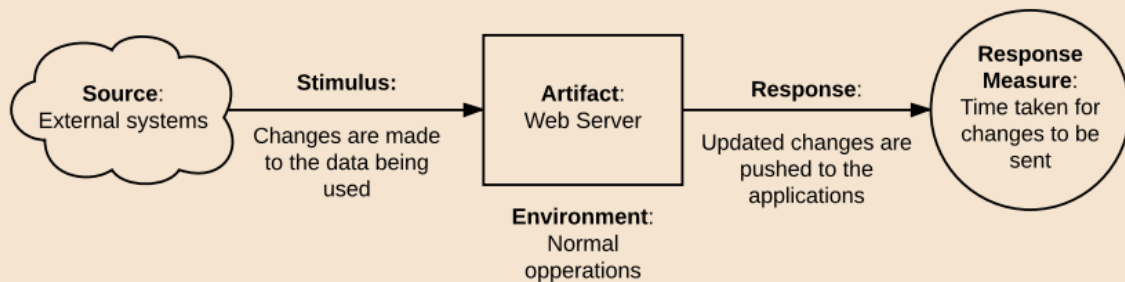 Source:
External systems
Stimulus:
Changes are made
to the data being
used
Artifact:
Web Server
Environment:
Normal
opperations
Response:
Updated changes are
pushed to the
applications
Response
Measure:
Time taken for
changes to be
sent